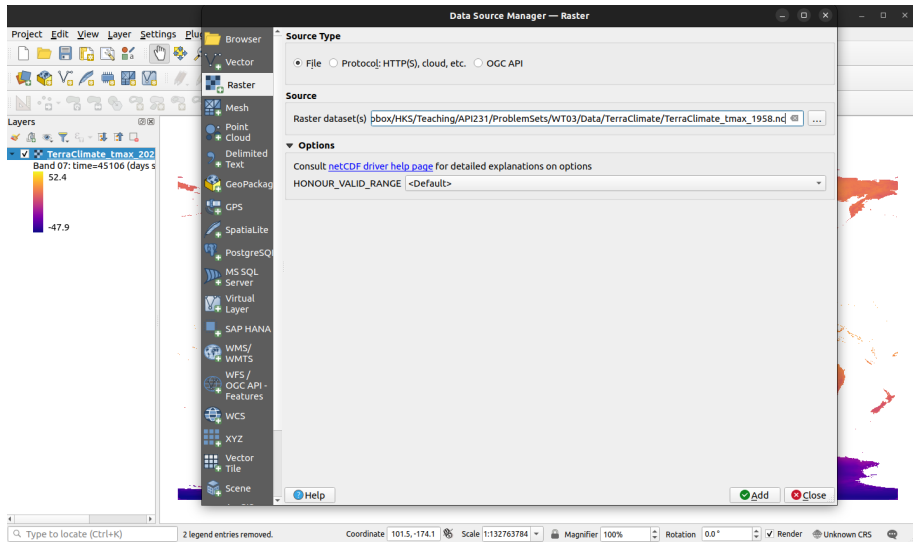 Data Source Manager — Raster
Project Edit View Layer Settings Plu
Layers
TerraClimate_tmax_202
Band 07: time=45106 (days s
52.4
-47.9
Browser
Vector
Raster
Mesh
Point
Cloud
Delimited
Text
GeoPackag
GPS
SpatiaLite
PostgreSQL
MS SQL
Server
Virtual
Layer
SAP HANA
WMS/
WMTS
WFS /
OGC API -
Features
WCS
XYZ
Vector
Tile
Scene
Source Type
File Protocol: HTTP(S), cloud, etc. OGC API
Source
Raster dataset(s) pbox/HKS/Teaching/API231/ProblemSets/WT03/Data/TerraClimate/TerraClimate_tmax_1958.nc ...
Options
Consult netCDF driver help page for detailed explanations on options
HONOUR_VALID_RANGE <Default>
Help Add Close
Type to locate (Ctrl+K) 2 legend entries removed. Coordinate 101.5,-174.1 Scale 1:132763784 Magnifier 100% Rotation 0.0° Render Unknown CRS